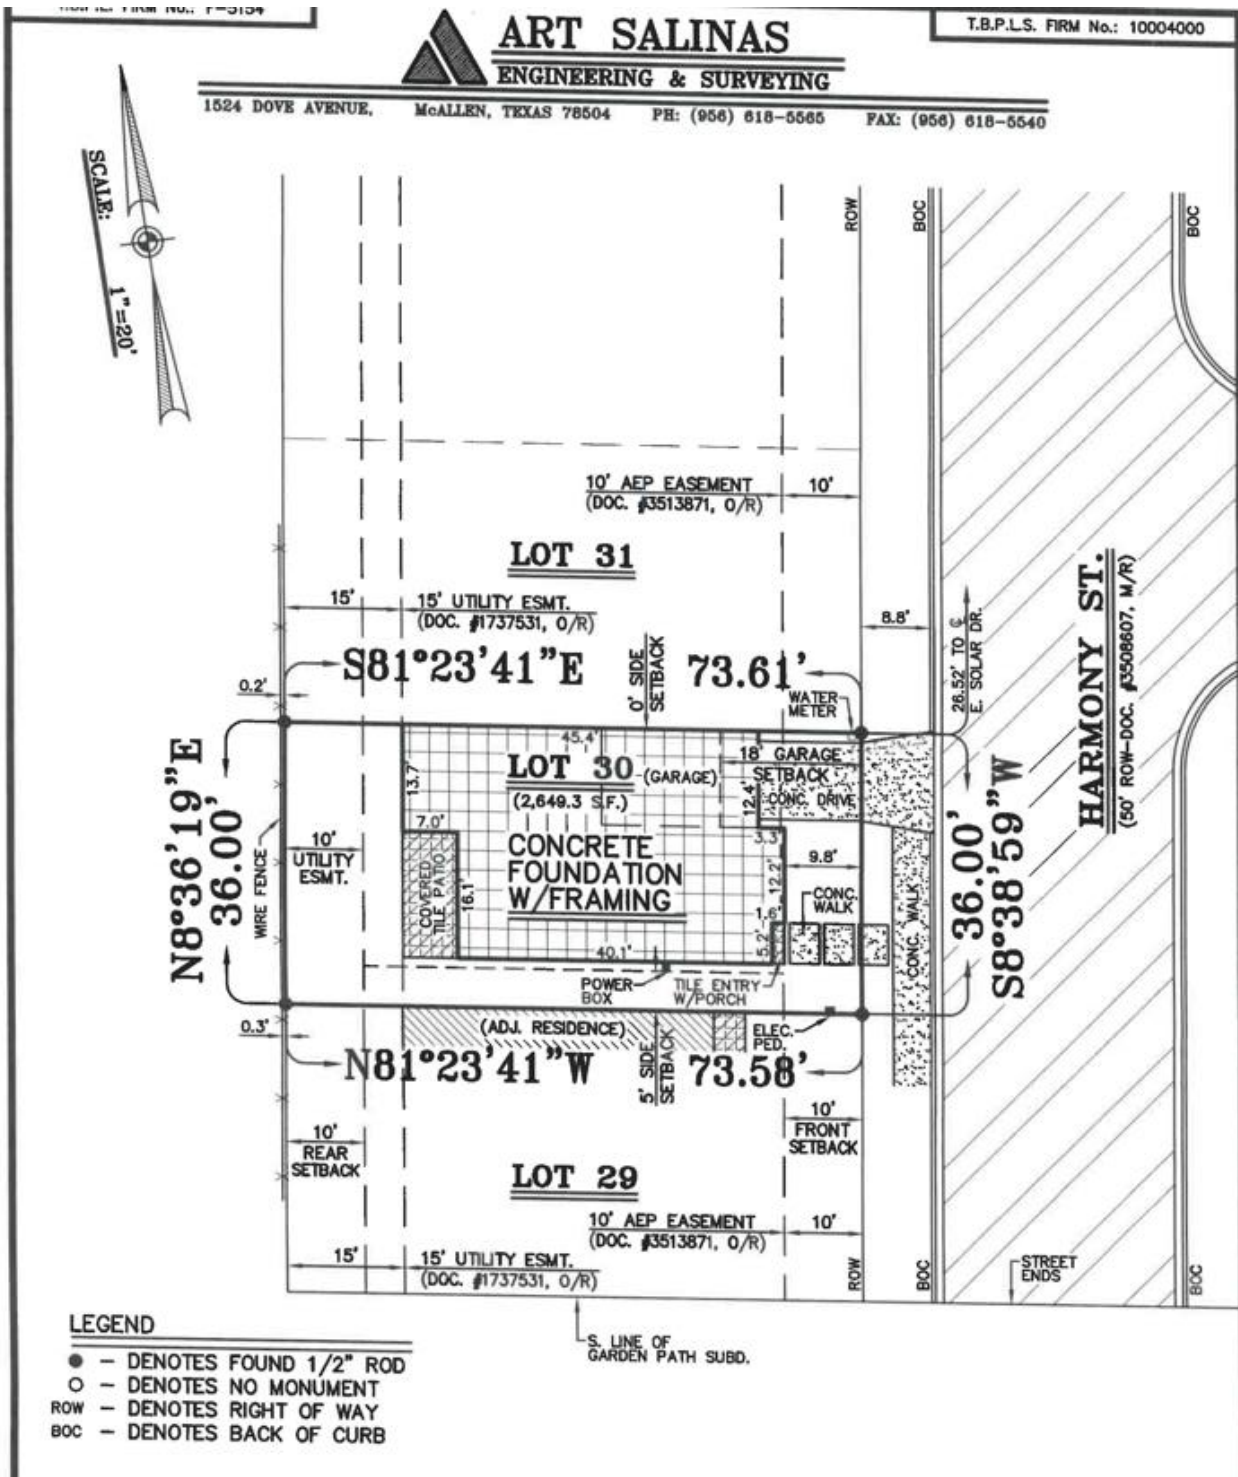 T.B.P.E. FIRM No.: F-5134
T.B.P.L.S. FIRM No.: 10004000
ART SALINAS
ENGINEERING & SURVEYING
1524 DOVE AVENUE, McALLEN, TEXAS 78504 PH: (956) 618-5565 FAX: (956) 618-5540
SCALE: 1"=20'
ROW
BOC
BOC
10' AEP EASEMENT
(DOC. #3513871, O/R)
10'
LOT 31
15'
15' UTILITY ESMT.
(DOC. #1737531, O/R)
8.8'
26.52' TO ℄
E. SOLAR DR.
HARMONY ST.
(50' ROW-DOC. #3508607, M/R)
S81°23'41"E
73.61'
0' SIDE
SETBACK
0.2'
WATER
METER
N8°36'19"E
36.00'
WIRE FENCE
10'
UTILITY
ESMT.
45.4'
13.7'
LOT 30
(2,649.3 S.F.)
(GARAGE)
18' GARAGE
SETBACK
12.4'
CONC. DRIVE
7.0'
COVERED
TILE PATIO
16.1'
CONCRETE
FOUNDATION
W/FRAMING
3.3'
12.2'
9.8'
CONC.
WALK
1.6'
5.2'
40.1'
CONC. WALK
36.00'
S8°38'59"W
POWER
BOX
TILE ENTRY
W/PORCH
0.3'
(ADJ. RESIDENCE)
ELEC.
PED.
N81°23'41"W
5' SIDE
SETBACK
73.58'
10'
REAR
SETBACK
10'
FRONT
SETBACK
LOT 29
10' AEP EASEMENT
(DOC. #3513871, O/R)
10'
15'
15' UTILITY ESMT.
(DOC. #1737531, O/R)
ROW
BOC
STREET
ENDS
BOC
S. LINE OF
GARDEN PATH SUBD.
LEGEND
● – DENOTES FOUND 1/2" ROD
○ – DENOTES NO MONUMENT
ROW – DENOTES RIGHT OF WAY
BOC – DENOTES BACK OF CURB